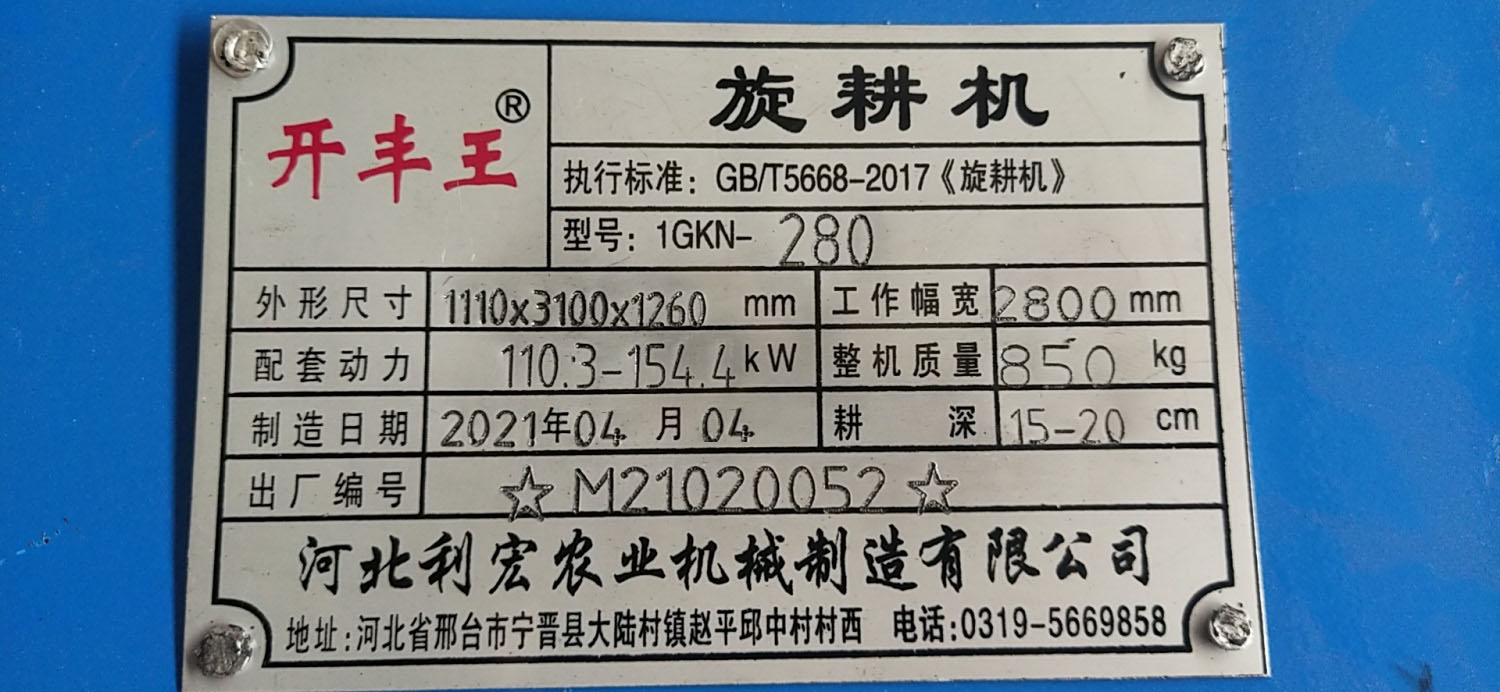 开丰王®
旋耕机
执行标准：GB/T5668-2017《旋耕机》
型号：1GKN-280
外形尺寸 1110x3100x1260 mm 工作幅宽 2800 mm
配套动力 110.3-154.4 kW 整机质量 850 kg
制造日期 2021年04月04 耕深 15-20 cm
出厂编号 ☆M21020052☆
河北利宏农业机械制造有限公司
地址:河北省邢台市宁晋县大陆村镇赵平邱中村村西 电话:0319-5669858